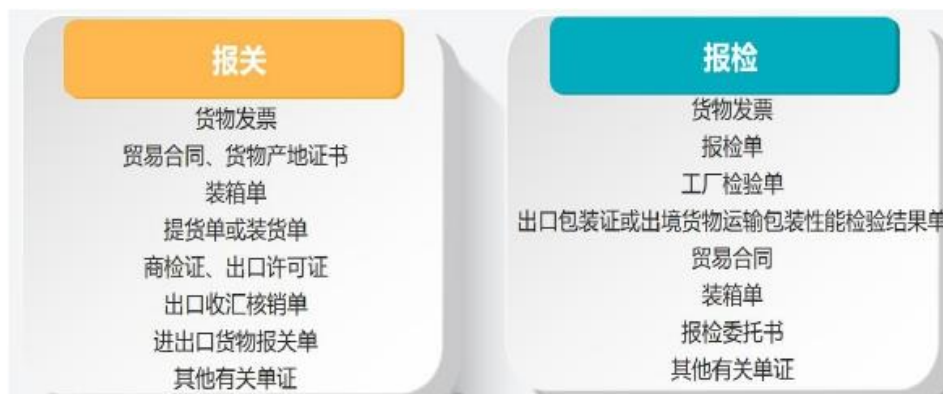 报关
货物发票
贸易合同、货物产地证书
装箱单
提货单或装货单
商检证、出口许可证
出口收汇核销单
进出口货物报关单
其他有关单证
报检
货物发票
报检单
工厂检验单
出口包装证或出境货物运输包装性能检验结果单
贸易合同
装箱单
报检委托书
其他有关单证